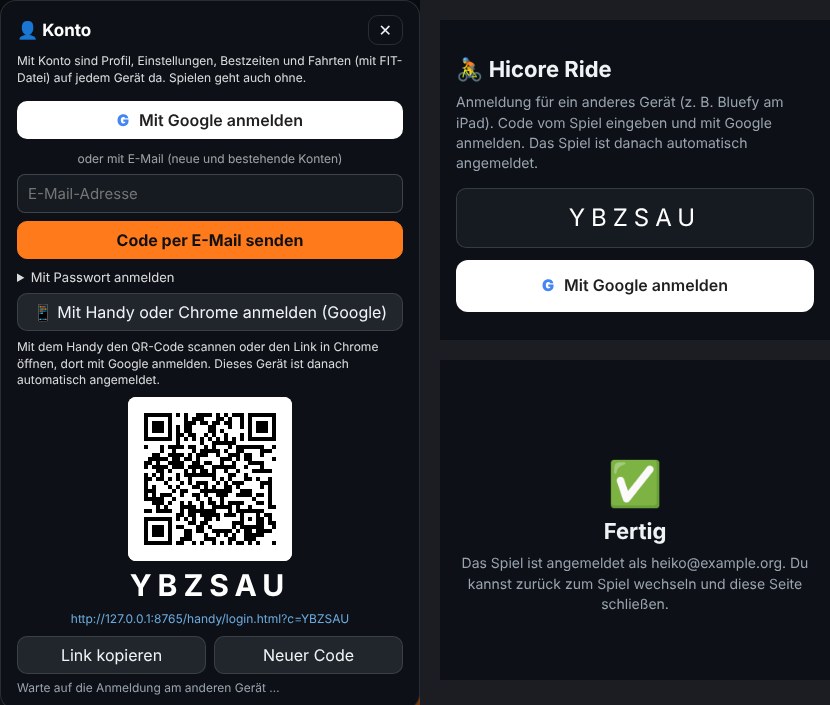 👤 Konto
✕
Mit Konto sind Profil, Einstellungen, Bestzeiten und Fahrten (mit FIT-
Datei) auf jedem Gerät da. Spielen geht auch ohne.
G Mit Google anmelden
oder mit E-Mail (neue und bestehende Konten)
E-Mail-Adresse
Code per E-Mail senden
▶ Mit Passwort anmelden
📱 Mit Handy oder Chrome anmelden (Google)
Mit dem Handy den QR-Code scannen oder den Link in Chrome
öffnen, dort mit Google anmelden. Dieses Gerät ist danach
automatisch angemeldet.
YBZSAU
http://127.0.0.1:8765/handy/login.html?c=YBZSAU
Link kopieren
Neuer Code
Warte auf die Anmeldung am anderen Gerät ...
🚴 Hicore Ride
Anmeldung für ein anderes Gerät (z. B. Bluefy am
iPad). Code vom Spiel eingeben und mit Google
anmelden. Das Spiel ist danach automatisch
angemeldet.
YBZSAU
G Mit Google anmelden
✅
Fertig
Das Spiel ist angemeldet als heiko@example.org. Du
kannst zurück zum Spiel wechseln und diese Seite
schließen.